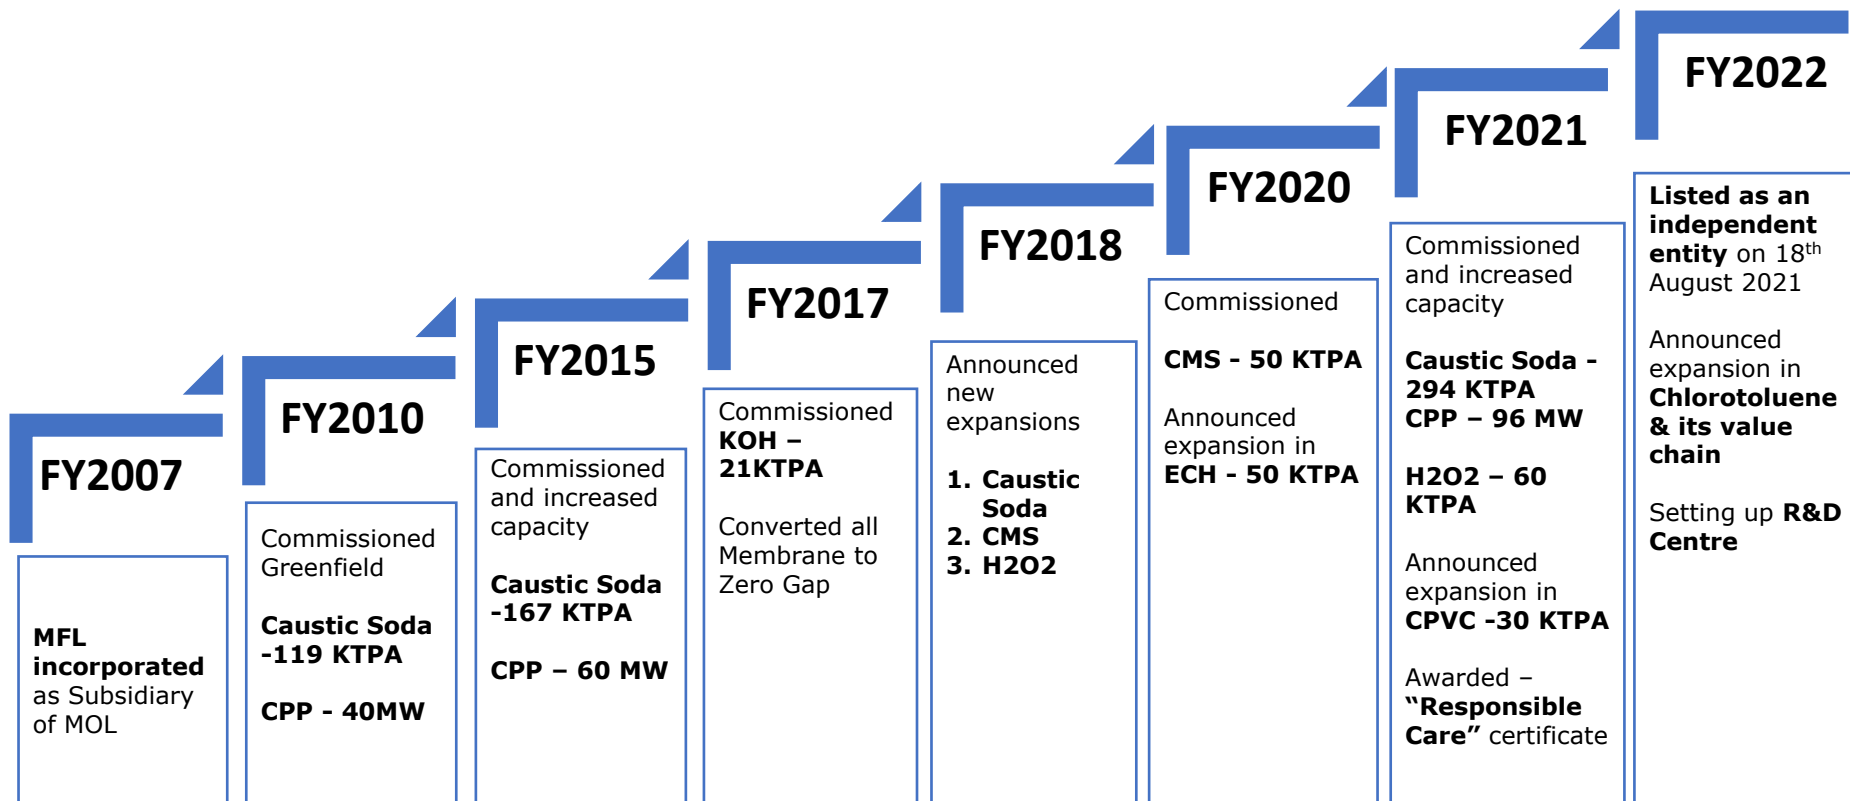 FY2007
MFL
incorporated
as Subsidiary
of MOL
FY2010
Commissioned
Greenfield
Caustic Soda
-119 KTPA
CPP - 40MW
FY2015
Commissioned
and increased
capacity
Caustic Soda
-167 KTPA
CPP – 60 MW
FY2017
Commissioned
KOH –
21KTPA
Converted all
Membrane to
Zero Gap
FY2018
Announced
new
expansions
1. Caustic
Soda
2. CMS
3. H2O2
FY2020
Commissioned
CMS - 50 KTPA
Announced
expansion in
ECH - 50 KTPA
FY2021
Commissioned
and increased
capacity
Caustic Soda -
294 KTPA
CPP – 96 MW
H2O2 – 60
KTPA
Announced
expansion in
CPVC -30 KTPA
Awarded –
“Responsible
Care” certificate
FY2022
Listed as an
independent
entity on 18th
August 2021
Announced
expansion in
Chlorotoluene
& its value
chain
Setting up R&D
Centre